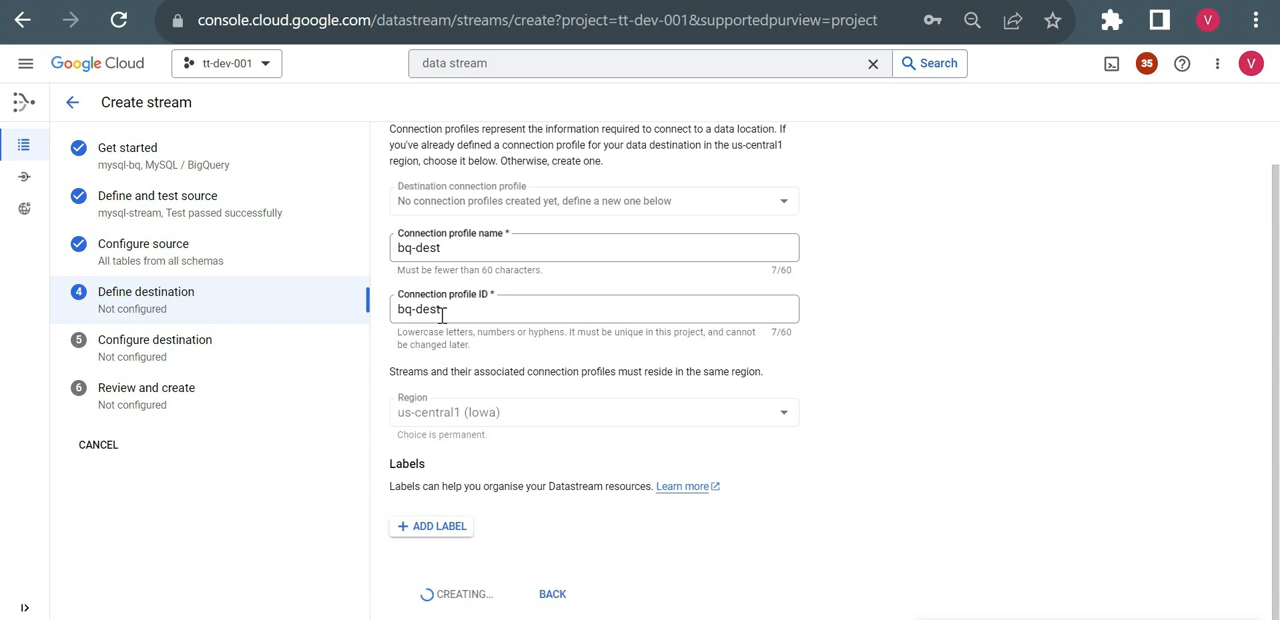 console.cloud.google.com/datastream/streams/create?project=tt-dev-001&supportedpurview=project
V
Google Cloud
tt-dev-001
data stream
Search
35
V
Create stream
Get started
mysql-bq, MySQL / BigQuery
Define and test source
mysql-stream, Test passed successfully
Configure source
All tables from all schemas
4
Define destination
Not configured
5
Configure destination
Not configured
6
Review and create
Not configured
CANCEL
Connection profiles represent the information required to connect to a data location. If
you've already defined a connection profile for your data destination in the us-central1
region, choose it below. Otherwise, create one.
Destination connection profile
No connection profiles created yet, define a new one below
Connection profile name *
bq-dest
Must be fewer than 60 characters.
7/60
Connection profile ID *
bq-dest
Lowercase letters, numbers or hyphens. It must be unique in this project, and cannot
be changed later.
7/60
Streams and their associated connection profiles must reside in the same region.
Region
us-central1 (Iowa)
Choice is permanent.
Labels
Labels can help you organise your Datastream resources. Learn more
+ ADD LABEL
CREATING...
BACK